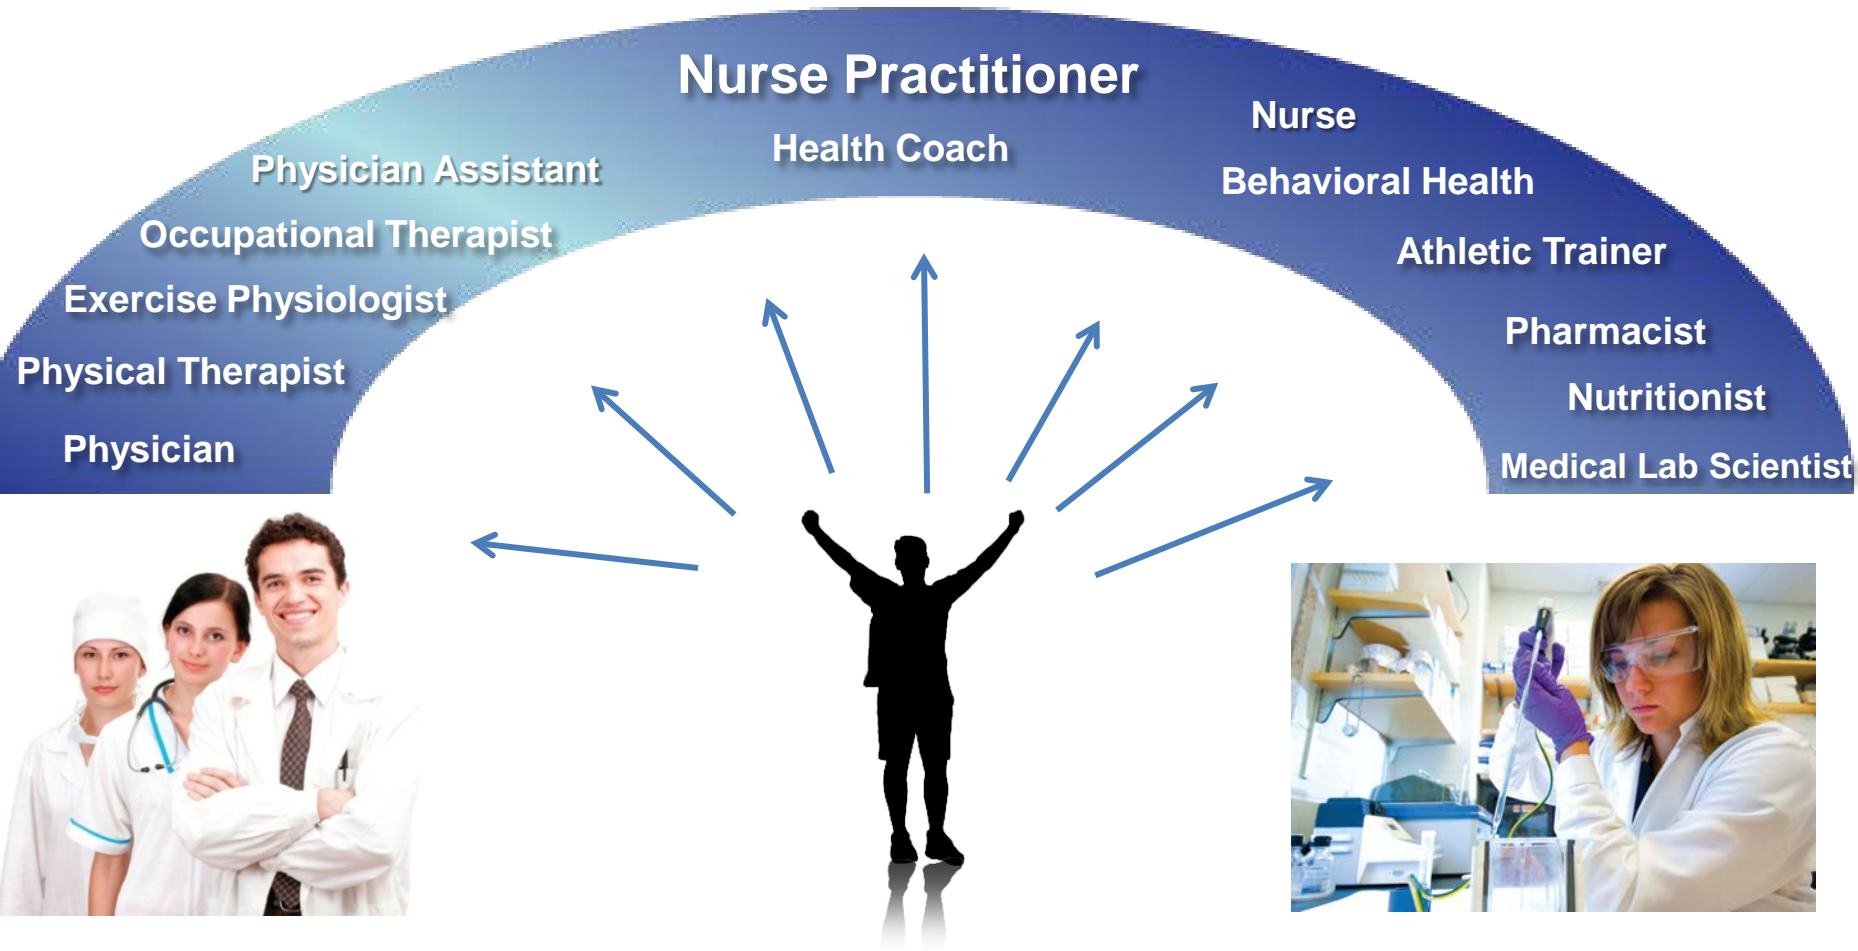 Nurse Practitioner
Health Coach
Physician Assistant
Occupational Therapist
Exercise Physiologist
Physical Therapist
Physician
Nurse
Behavioral Health
Athletic Trainer
Pharmacist
Nutritionist
Medical Lab Scientist